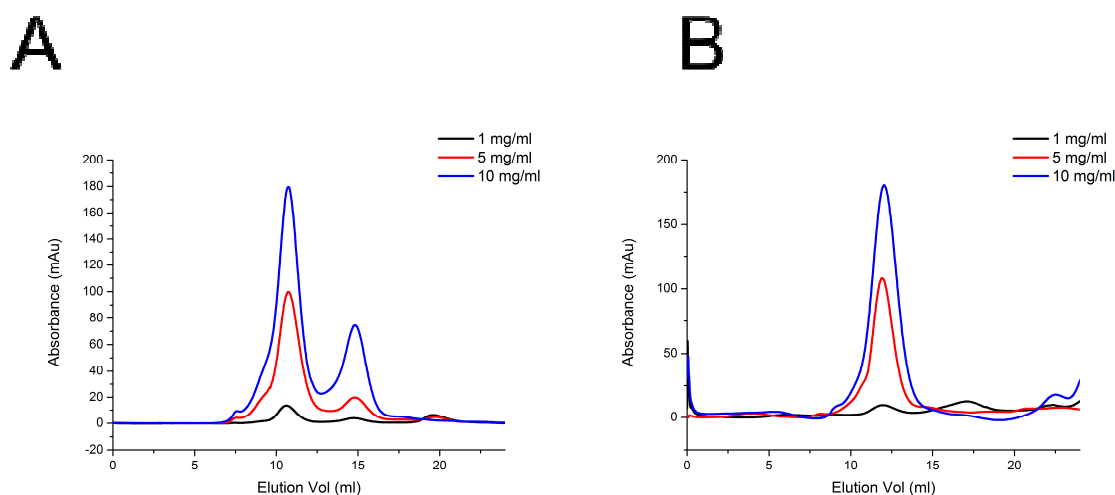 A
B
1 mg/ml
5 mg/ml
10 mg/ml
200
180
160
140
120
100
80
60
40
20
0
-20
Absorbance (mAu)
0 5 10 15 20
Elution Vol (ml)
1 mg/ml
5 mg/ml
10 mg/ml
200
150
100
50
0
Absorbance (mAu)
0 5 10 15 20
Elution Vol (ml)